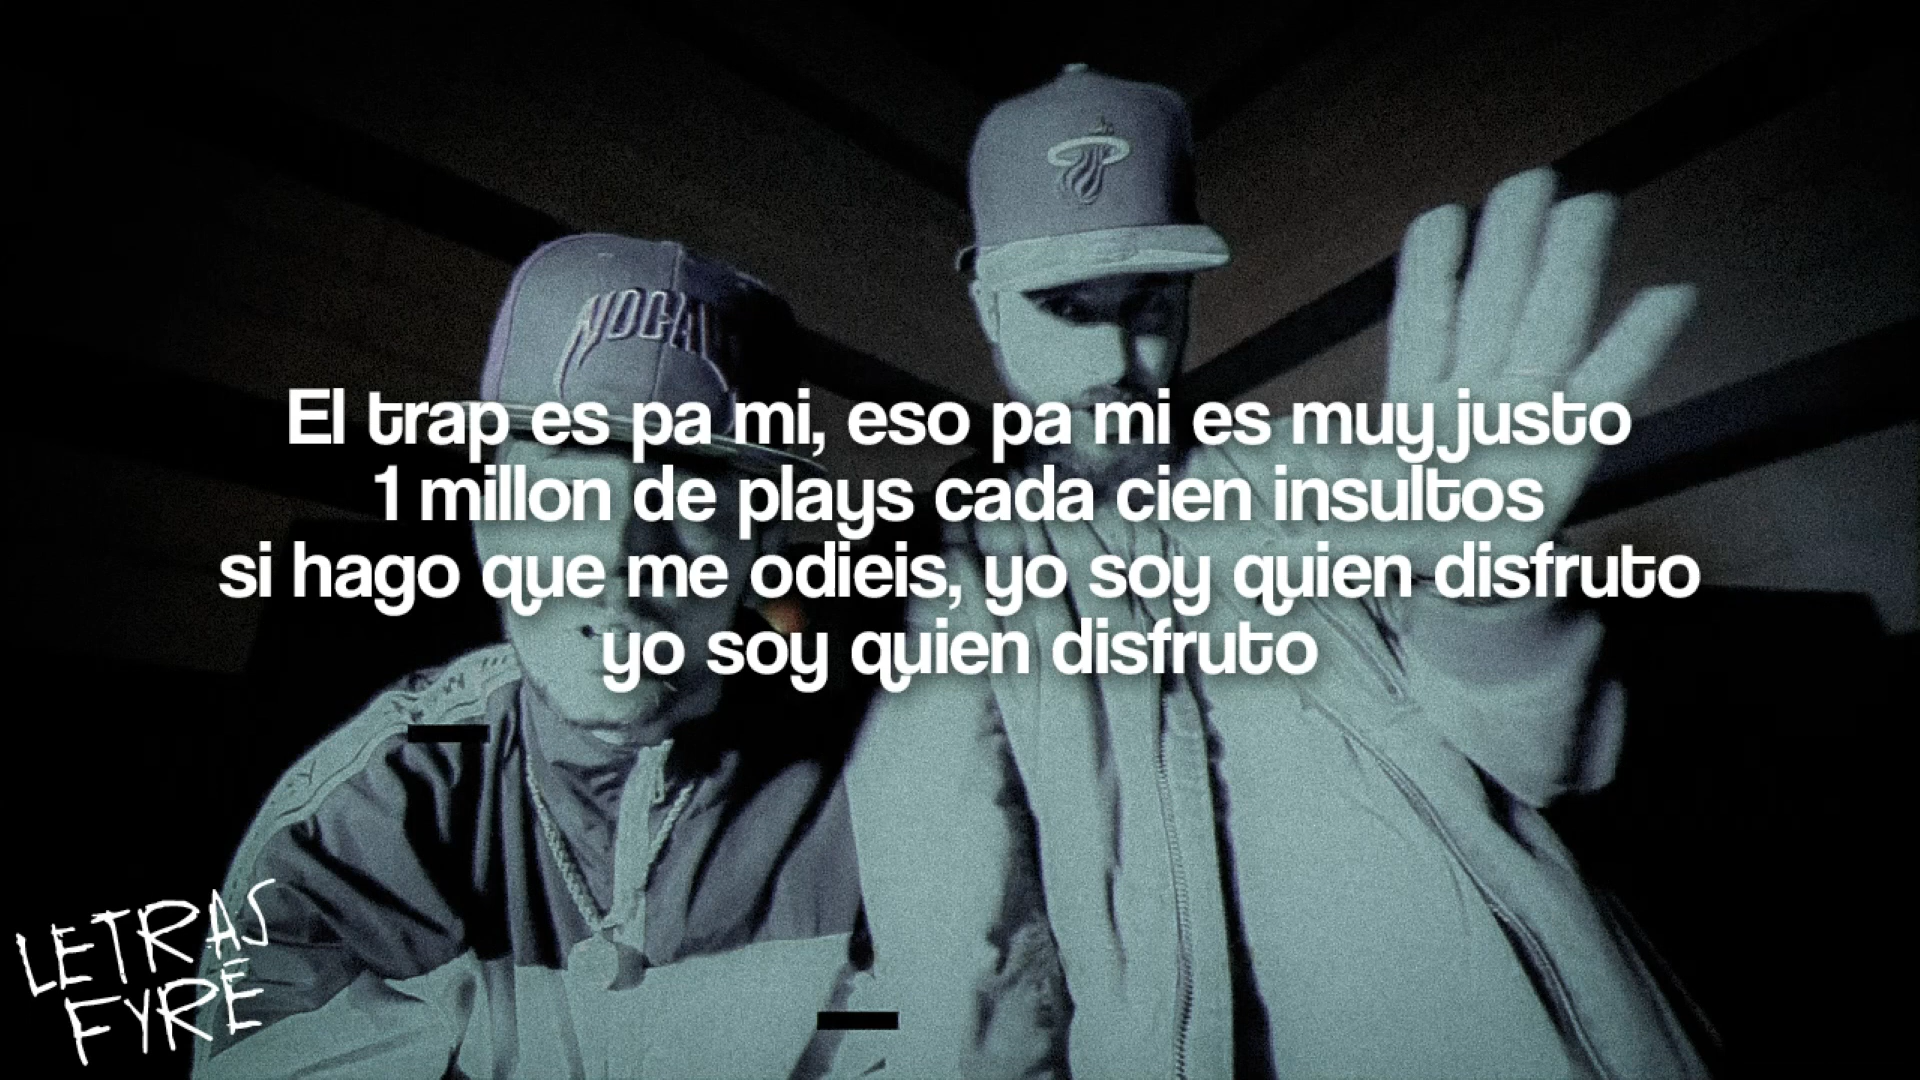 El trap es pa mi, eso pa mi es muy justo
1 millon de plays cada cien insultos
si hago que me odieis, yo soy quien disfruto
yo soy quien disfruto
LETRAS
FYRE